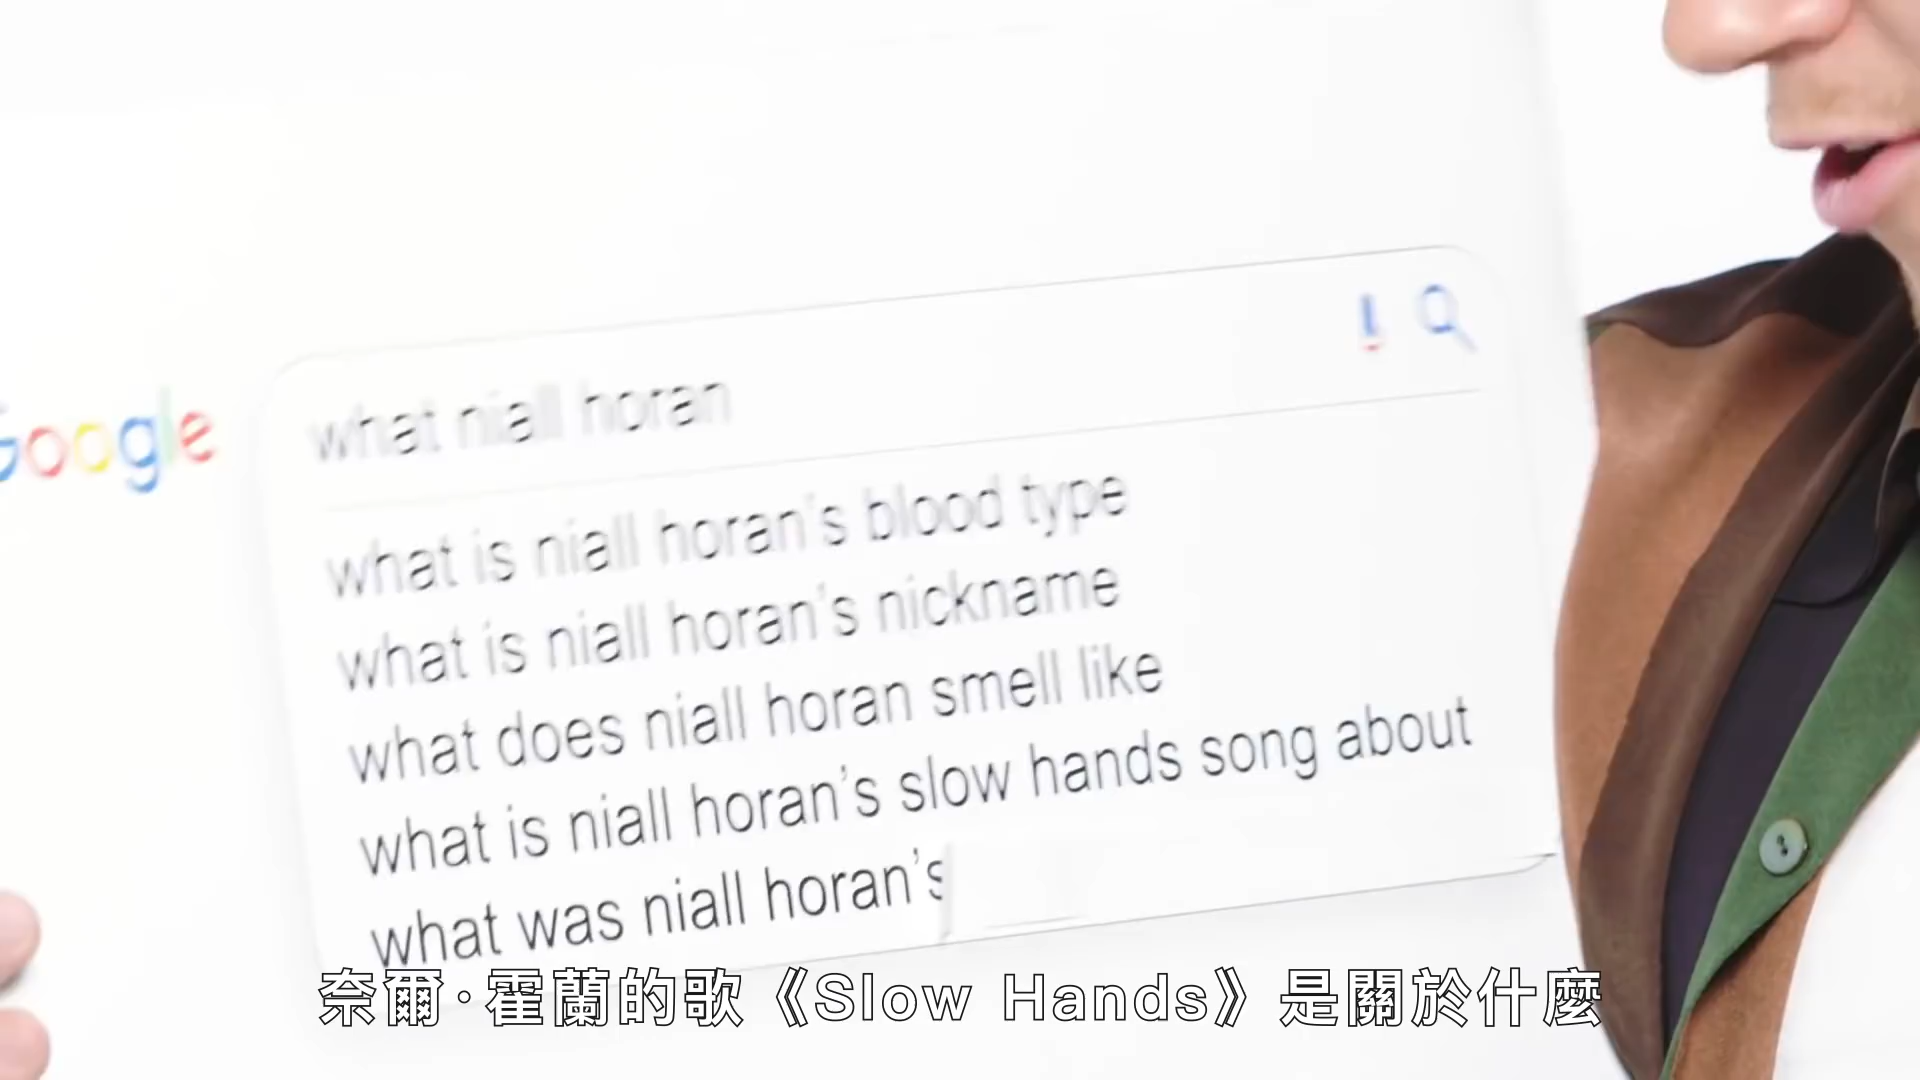 Google
what niall horan
what is niall horan's blood type
what is niall horan's nickname
what does niall horan smell like
what is niall horan's slow hands song about
what was niall horan's
奈爾·霍蘭的歌《Slow Hands》是關於什麼